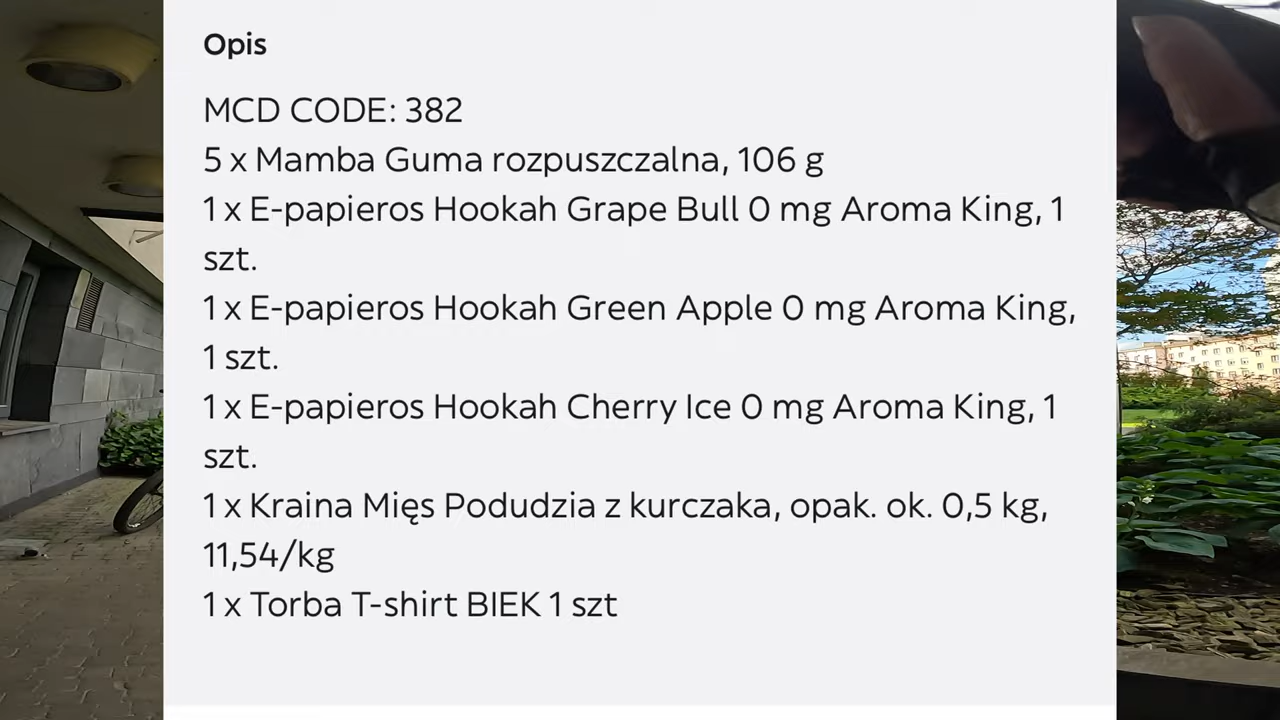 Opis
MCD CODE: 382
5 x Mamba Guma rozpuszczalna, 106 g
1 x E-papieros Hookah Grape Bull 0 mg Aroma King, 1
szt.
1 x E-papieros Hookah Green Apple 0 mg Aroma King,
1 szt.
1 x E-papieros Hookah Cherry Ice 0 mg Aroma King, 1
szt.
1 x Kraina Mięs Podudzia z kurczaka, opak. ok. 0,5 kg,
11,54/kg
1 x Torba T-shirt BIEK 1 szt